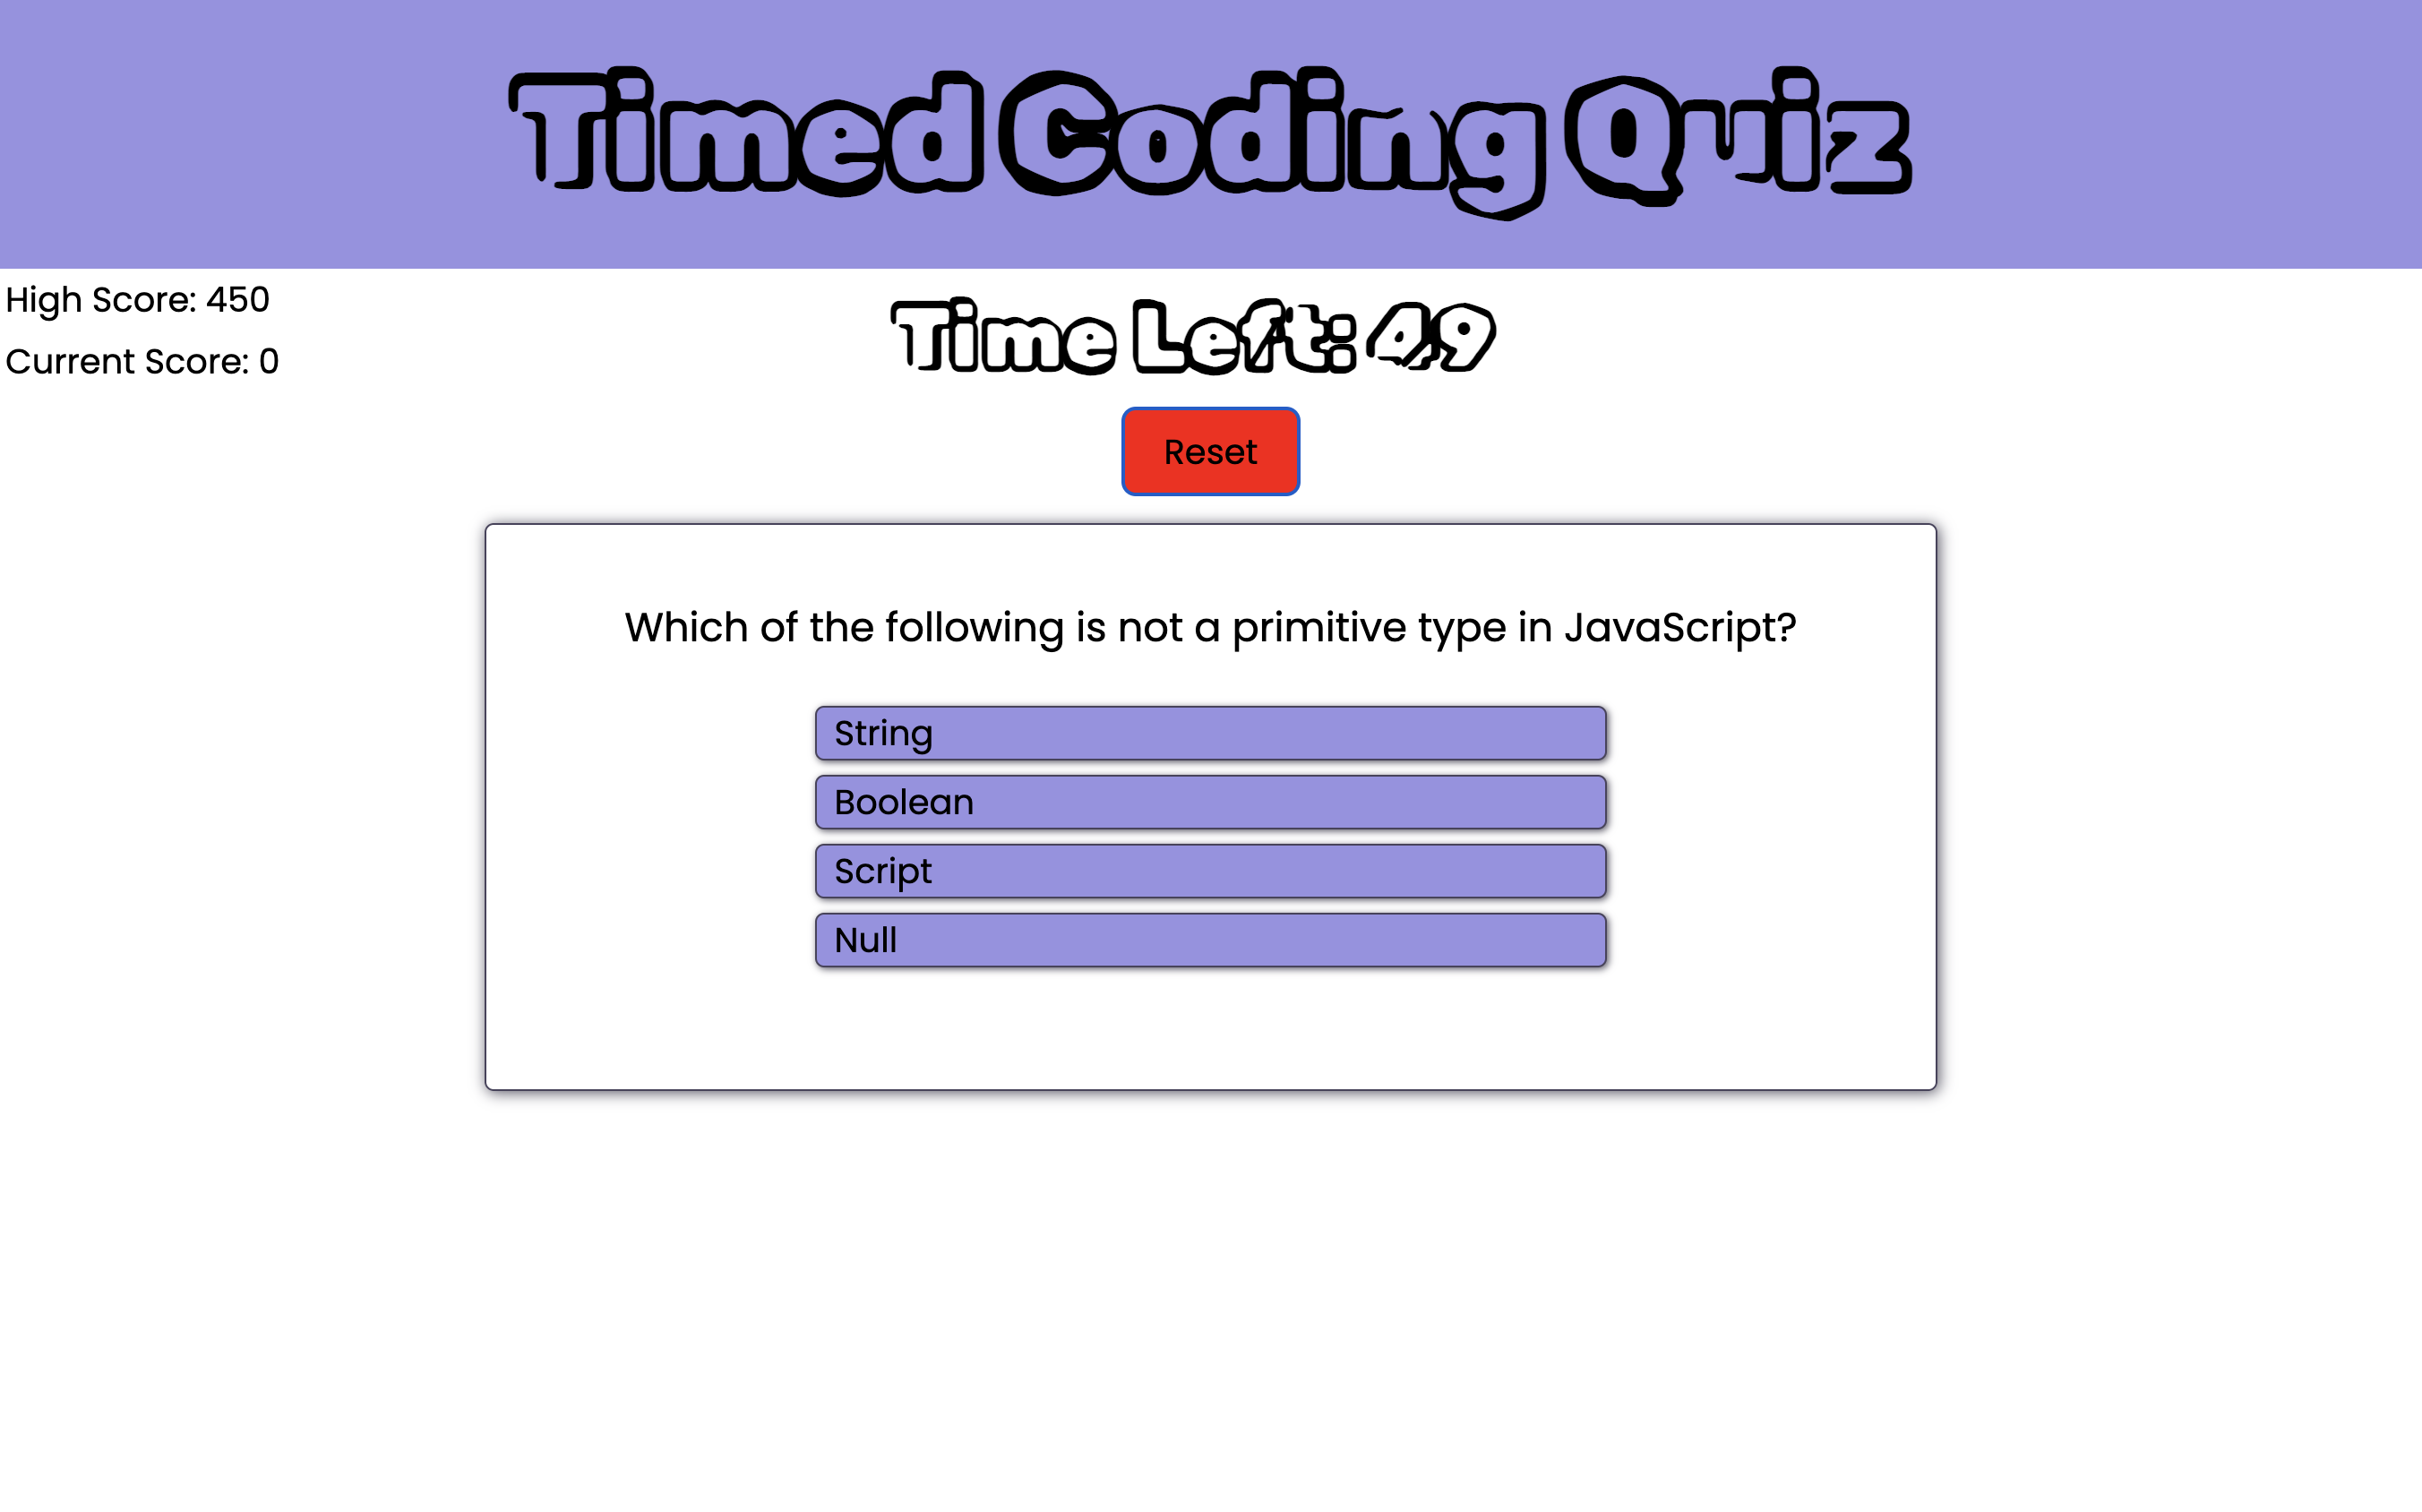 Timed Coding Quiz
High Score: 450
Current Score: 0
Time Left: 49
Reset
Which of the following is not a primitive type in JavaScript?
String
Boolean
Script
Null